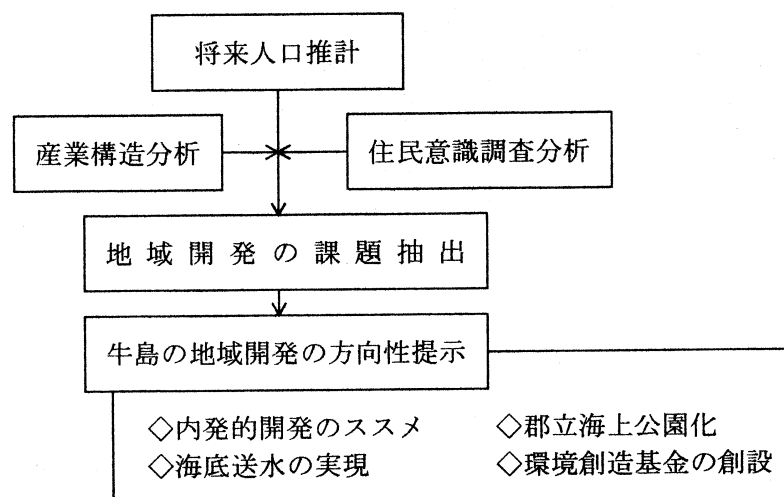 将来人口推計
産業構造分析
住民意識調査分析
地域開発の課題抽出
牛島の地域開発の方向性提示
◇内発的開発のススメ ◇郡立海上公園化
◇海底送水の実現 ◇環境創造基金の創設